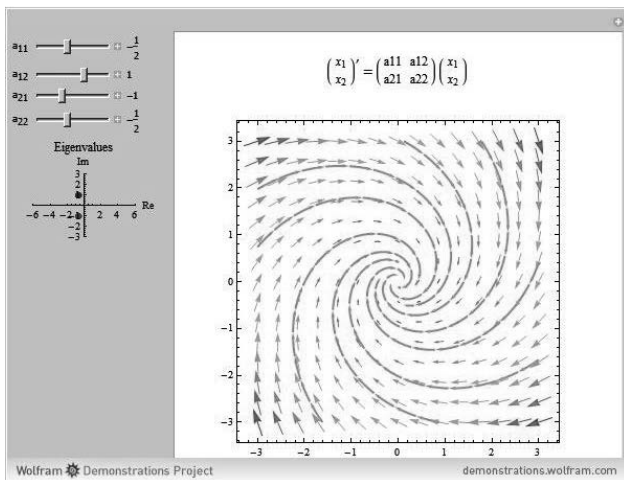 a11 -1/2
a12 1
a21 -1
a22 -1/2
Eigenvalues
Im
3
2
1
-6 -4 -2 0 2 4 6 Re
-2
-3
(x1 x2)′ = (a11 a12 a21 a22)(x1 x2)
3
2
1
0
-1
-2
-3
-3 -2 -1 0 1 2 3
Wolfram Demonstrations Project
demonstrations.wolfram.com